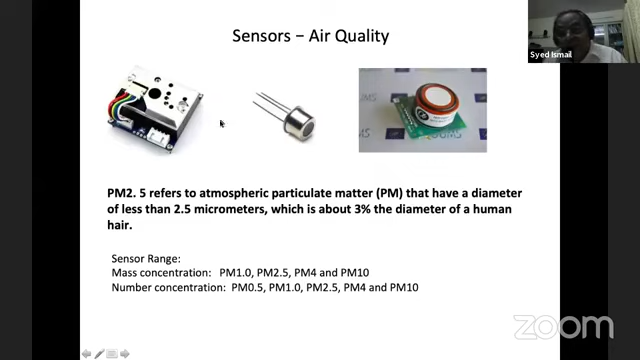 Sensors – Air Quality
Syed Ismail
PM2. 5 refers to atmospheric particulate matter (PM) that have a diameter
of less than 2.5 micrometers, which is about 3% the diameter of a human
hair.
Sensor Range:
Mass concentration: PM1.0, PM2.5, PM4 and PM10
Number concentration: PM0.5, PM1.0, PM2.5, PM4 and PM10
zoom